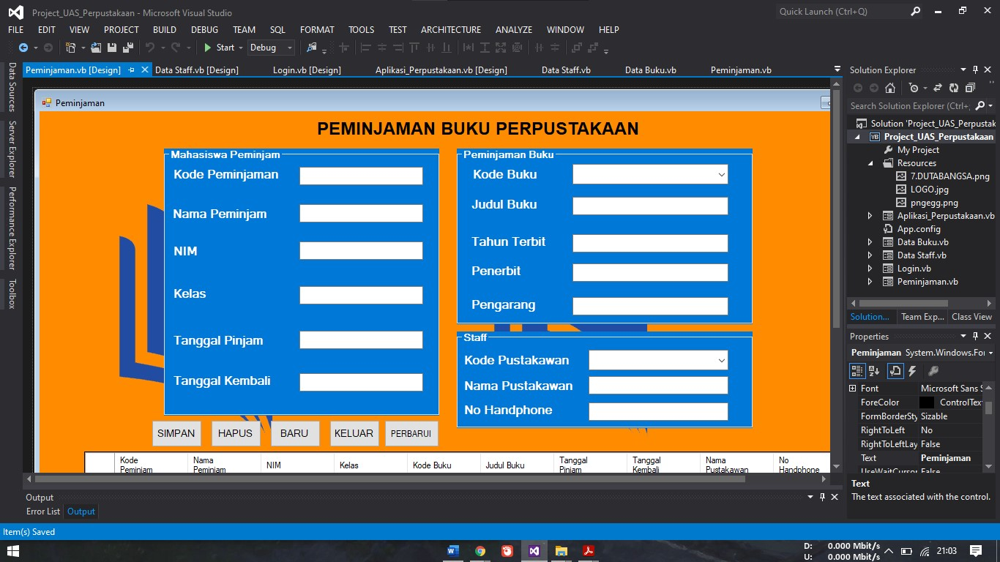 Project_UAS_Perpustakaan - Microsoft Visual Studio
Quick Launch (Ctrl+Q)
FILE EDIT VIEW PROJECT BUILD DEBUG TEAM SQL FORMAT TOOLS TEST ARCHITECTURE ANALYZE WINDOW HELP
Start Debug
Peminjaman.vb [Design] Data Staff.vb [Design] Login.vb [Design] Aplikasi_Perpustakaan.vb [Design] Data Staff.vb Data Buku.vb Peminjaman.vb
Data Sources
Server Explorer
Performance Explorer
Toolbox
Peminjaman
PEMINJAMAN BUKU PERPUSTAKAAN
Mahasiswa Peminjam
Kode Peminjaman
Nama Peminjam
NIM
Kelas
Tanggal Pinjam
Tanggal Kembali
Peminjaman Buku
Kode Buku
Judul Buku
Tahun Terbit
Penerbit
Pengarang
Staff
Kode Pustakawan
Nama Pustakawan
No Handphone
SIMPAN HAPUS BARU KELUAR PERBARUI
Kode Peminjam
Nama Peminjam
NIM
Kelas
Kode Buku
Judul Buku
Tanggal Pinjam
Tanggal Kembali
Nama Pustakawan
No Handphone
Solution Explorer
Search Solution Explorer (Ctrl+;
Solution 'Project_UAS_Perpustak
Project_UAS_Perpustakaan
My Project
Resources
7.DUTABANGSA.png
LOGO.jpg
pngegg.png
Aplikasi_Perpustakaan.vb
App.config
Data Buku.vb
Data Staff.vb
Login.vb
Peminjaman.vb
Solution... Team Exp... Class View
Properties
Peminjaman System.Windows.For
Font Microsoft Sans S
ForeColor ControlText
FormBorderSty Sizable
RightToLeft No
RightToLeftLay False
Text Peminjaman
UseWaitCursor False
Text
The text associated with the control.
Output
Error List Output
Item(s) Saved
D: 0.000 Mbit/s
U: 0.000 Mbit/s
21:03